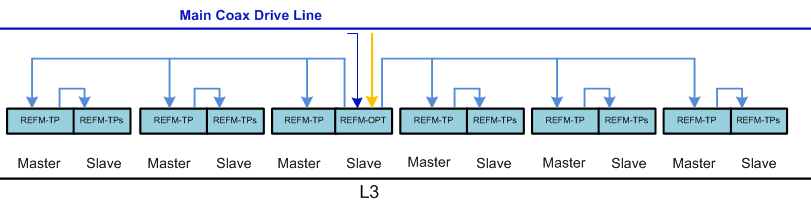 Main Coax Drive Line
REFM-TP REFM-TPs REFM-TP REFM-TPs REFM-TP REFM-OPT REFM-TP REFM-TPs REFM-TP REFM-TPs REFM-TP REFM-TPs
Master Slave Master Slave Master Slave Master Slave Master Slave Master Slave
L3